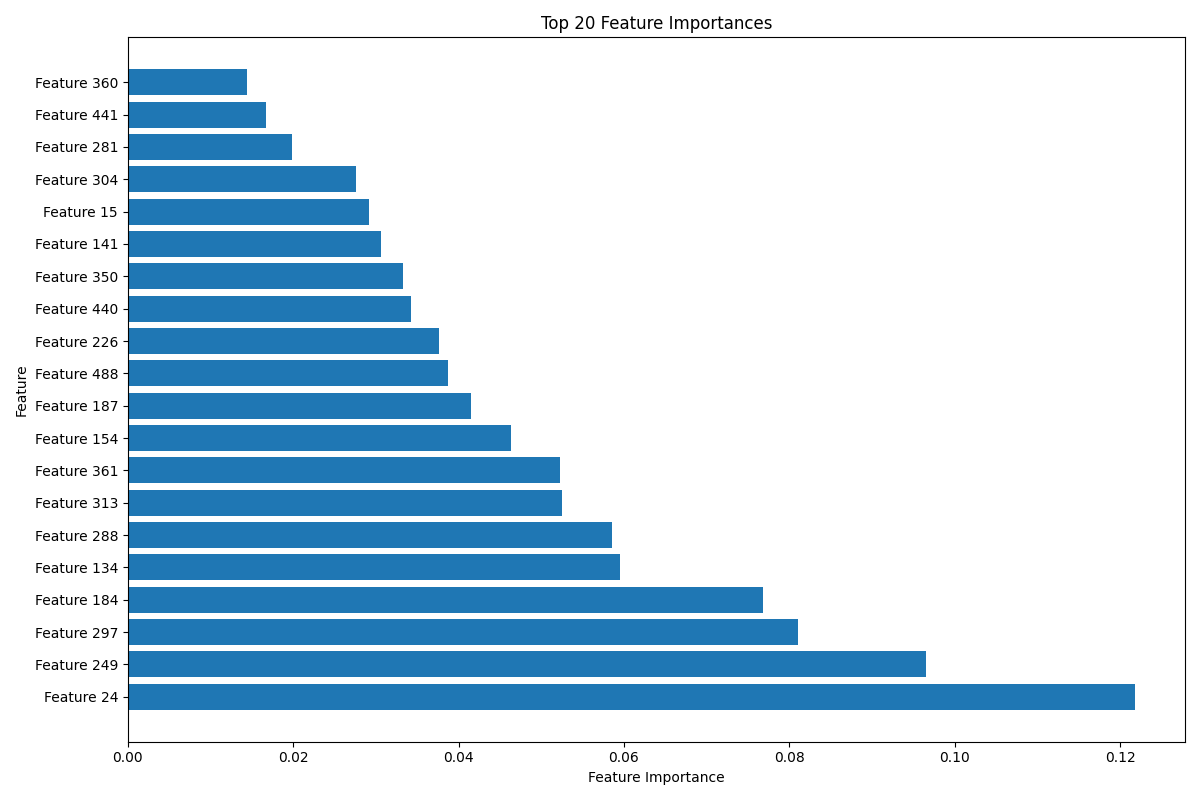 Top 20 Feature Importances
Feature 360
Feature 441
Feature 281
Feature 304
Feature 15
Feature 141
Feature 350
Feature 440
Feature 226
Feature 488
Feature 187
Feature 154
Feature 361
Feature 313
Feature 288
Feature 134
Feature 184
Feature 297
Feature 249
Feature 24
Feature
0.00 0.02 0.04 0.06 0.08 0.10 0.12
Feature Importance